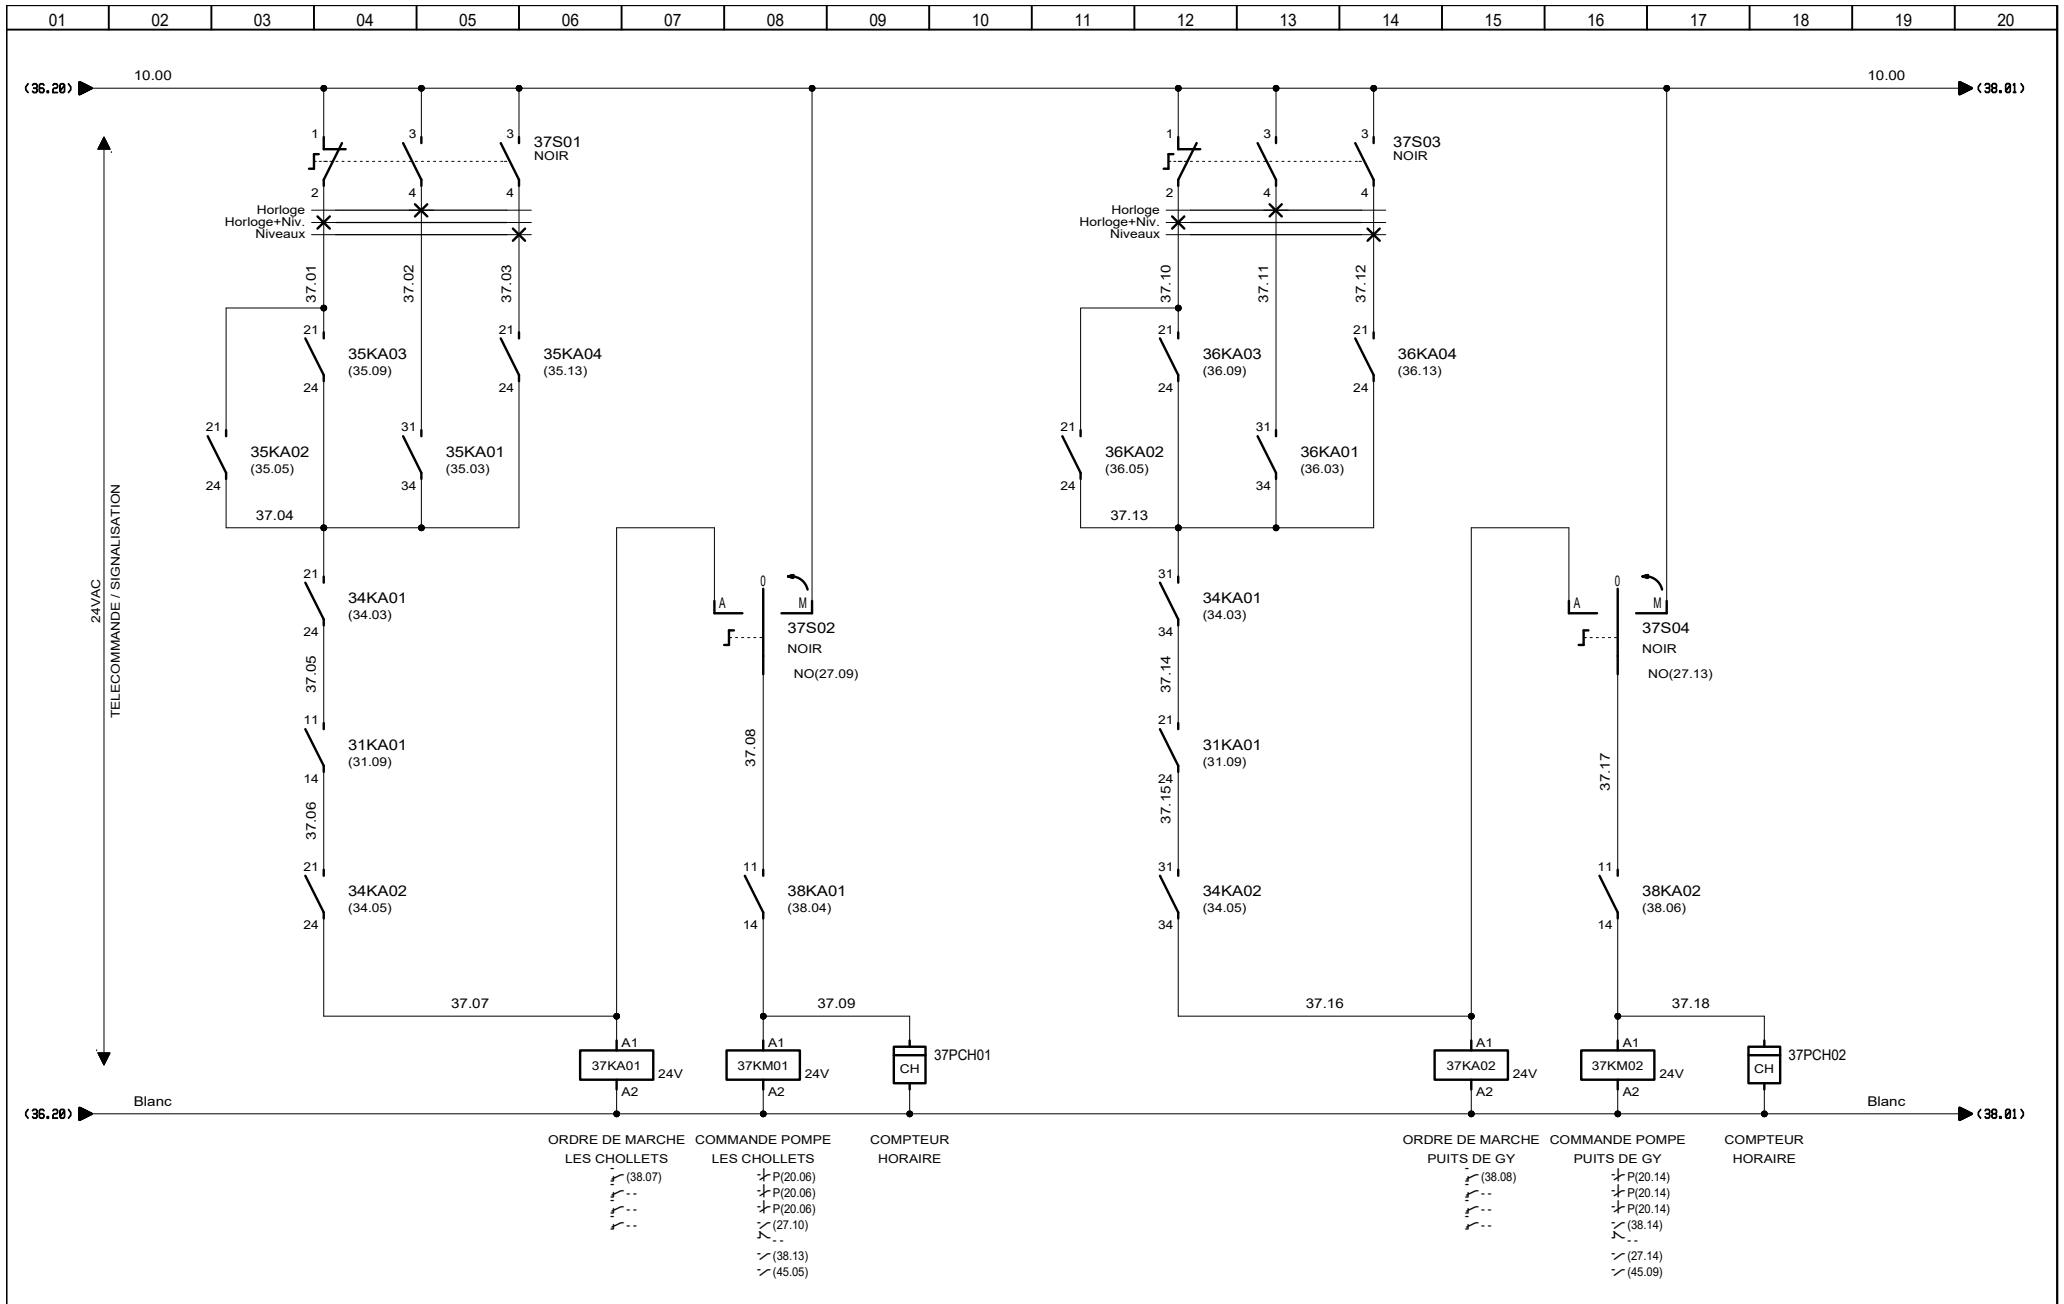 01 02 03 04 05 06 07 08 09 10 11 12 13 14 15 16 17 18 19 20
10.00 10.00
(36.20) (38.01)
1 3 3 37S01 1 3 3 37S03
NOIR NOIR
2 4 4 2 4 4
Horloge Horloge
Horloge+Niv. Horloge+Niv.
Niveaux Niveaux
37.01 37.02 37.03 37.10 37.11 37.12
21 21 21 21
35KA03 35KA04 36KA03 36KA04
(35.09) (35.13) (36.09) (36.13)
24 24 24 24
21 31 21 31
35KA02 35KA01 36KA02 36KA01
(35.05) (35.03) (36.05) (36.03)
24 34 24 34
37.04 37.13
24VAC
TELECOMMANDE / SIGNALISATION
21 0 31 0
34KA01 A M 34KA01 A M
(34.03) 37S02 (34.03) 37S04
24 NOIR 34 NOIR
37.05 NO(27.09) 37.14 NO(27.13)
11 21
31KA01 37.08 31KA01 37.17
(31.09) (31.09)
14 24
37.06 37.15
21 11 31 11
34KA02 38KA01 34KA02 38KA02
(34.05) (38.04) (34.05) (38.06)
24 14 34 14
37.07 37.09 37.16 37.18
A1 A1 A1 A1
37KA01 24V 37KM01 24V CH 37PCH01 37KA02 24V 37KM02 24V CH 37PCH02
A2 A2 A2 A2
Blanc Blanc
(36.20) (38.01)
ORDRE DE MARCHE COMMANDE POMPE COMPTEUR ORDRE DE MARCHE COMMANDE POMPE COMPTEUR
LES CHOLLETS LES CHOLLETS HORAIRE PUITS DE GY PUITS DE GY HORAIRE
(38.07) P(20.06) (38.08) P(20.14)
-- P(20.06) -- P(20.14)
-- P(20.06) -- P(20.14)
-- (27.10) -- (38.14)
-- --
(38.13) (27.14)
(45.05) (45.09)